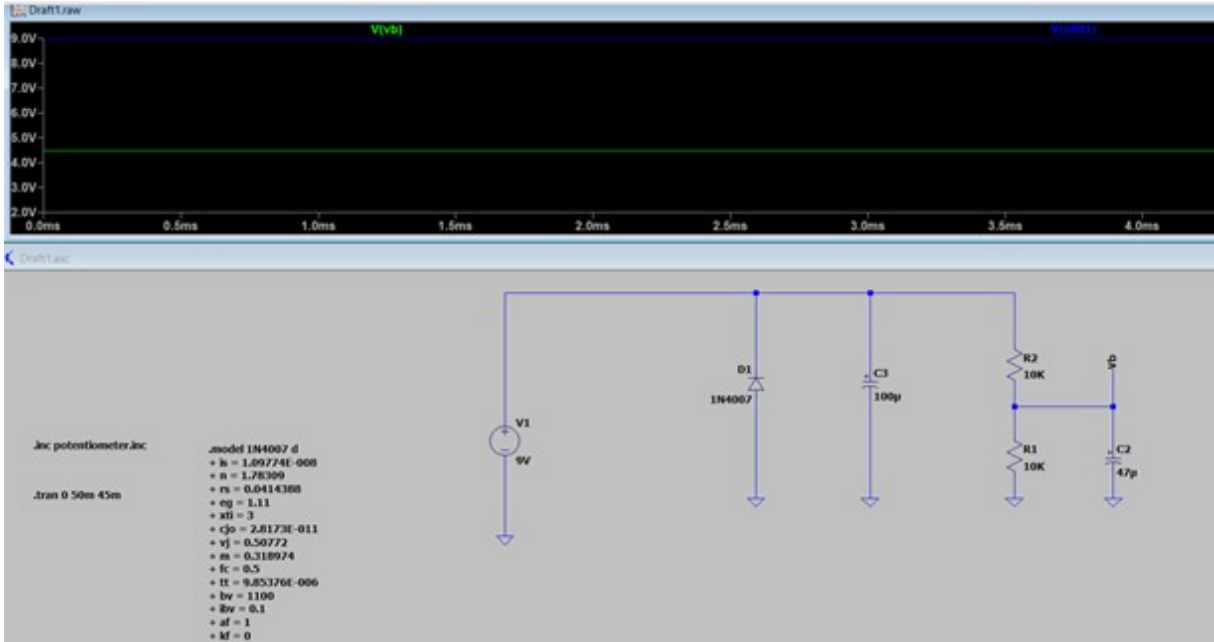 Draft1.raw
V(vb) V(n001)
9.0V
8.0V
7.0V
6.0V
5.0V
4.0V
3.0V
2.0V
0.0ms 0.5ms 1.0ms 1.5ms 2.0ms 2.5ms 3.0ms 3.5ms 4.0ms
Draft1.asc
V1
9V
D1
1N4007
C3
100µ
R2
10K
vb
R1
10K
C2
47µ
.inc potentiometer.inc
.tran 0 50m 45m
.model 1N4007 d
+ is = 1.09774E-008
+ n = 1.78309
+ rs = 0.0414388
+ eg = 1.11
+ xti = 3
+ cjo = 2.8173E-011
+ vj = 0.50772
+ m = 0.318974
+ fc = 0.5
+ tt = 9.85376E-006
+ bv = 1100
+ ibv = 0.1
+ af = 1
+ kf = 0